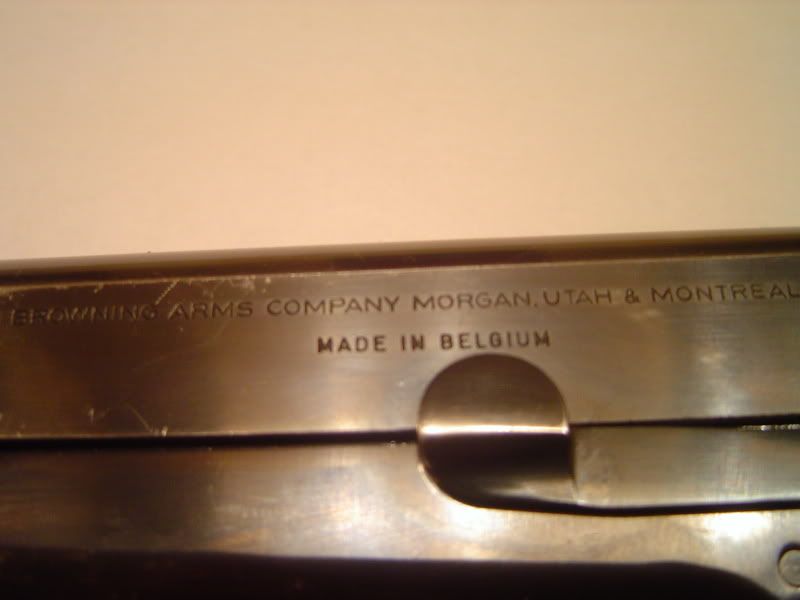 BROWNING ARMS COMPANY MORGAN, UTAH & MONTREAL
MADE IN BELGIUM